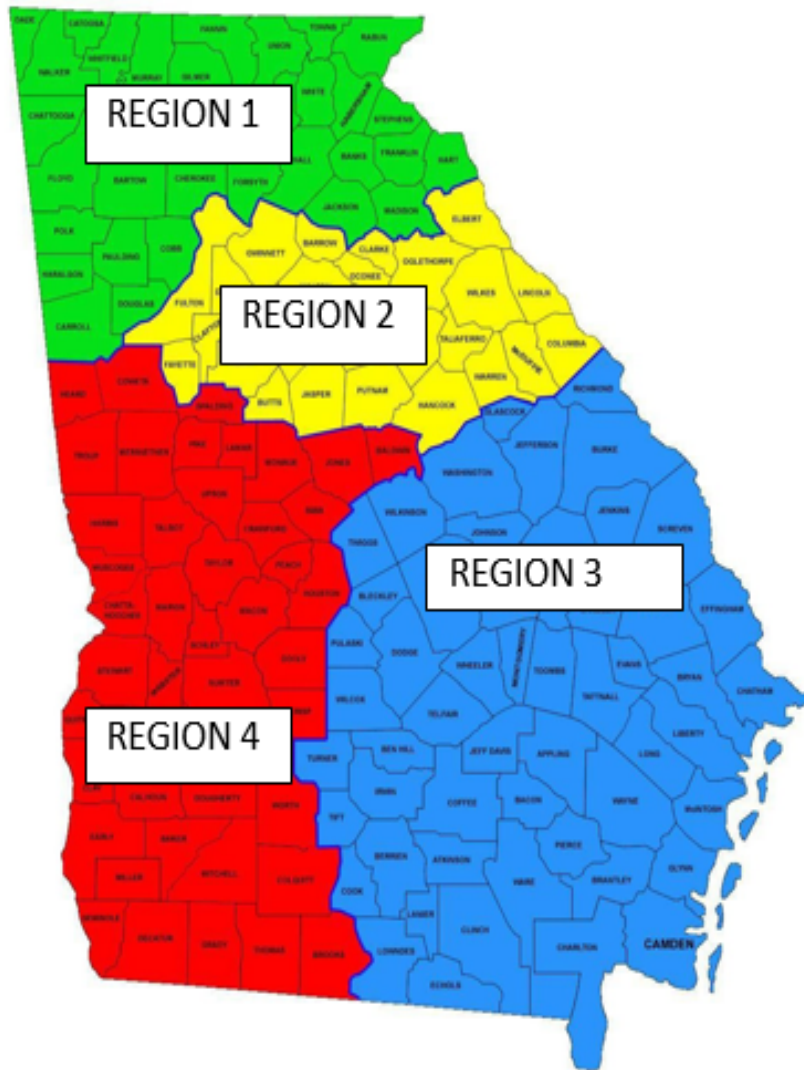 DADE
CATOOSA
FANNIN
TOWNS
UNION
RABUN
WHITFIELD
WALKER
MURRAY
GILMER
WHITE
HABERSHAM
CHATTOOGA
REGION 1
STEPHENS
HALL
BANKS
FRANKLIN
HART
FLOYD
BARTOW
CHEROKEE
FORSYTH
JACKSON
MADISON
POLK
COBB
ELBERT
PAULDING
GWINNETT
BARROW
CLARKE
OGLETHORPE
HARALSON
OCONEE
DOUGLAS
FULTON
WILKES
LINCOLN
CARROLL
REGION 2
TALIAFERRO
COLUMBIA
FAYETTE
McDUFFIE
WARREN
HEARD
COWETA
BUTTS
JASPER
PUTNAM
HANCOCK
RICHMOND
SPALDING
GLASCOCK
TROUP
MERIWETHER
PIKE
LAMAR
MONROE
JONES
BALDWIN
JEFFERSON
BURKE
WASHINGTON
UPSON
WILKINSON
JENKINS
HARRIS
TALBOT
CRAWFORD
BIBB
JOHNSON
SCREVEN
TWIGGS
TAYLOR
PEACH
REGION 3
MUSCOGEE
HOUSTON
BLECKLEY
CHATTA-
HOOCHEE
MARION
MACON
EFFINGHAM
PULASKI
DODGE
SCHLEY
DOOLY
WHEELER
MONTGOMERY
TOOMBS
EVANS
BRYAN
STEWART
WEBSTER
SUMTER
TATTNALL
CHATHAM
WILCOX
TELFAIR
LIBERTY
REGION 4
LONG
TURNER
BEN HILL
JEFF DAVIS
APPLING
CALHOUN
DOUGHERTY
WORTH
IRWIN
COFFEE
BACON
WAYNE
McINTOSH
TIFT
EARLY
BAKER
PIERCE
MILLER
MITCHELL
COLQUITT
BERRIEN
ATKINSON
WARE
BRANTLEY
GLYNN
COOK
SEMINOLE
DECATUR
GRADY
THOMAS
BROOKS
LANIER
CLINCH
LOWNDES
CHARLTON
CAMDEN
ECHOLS